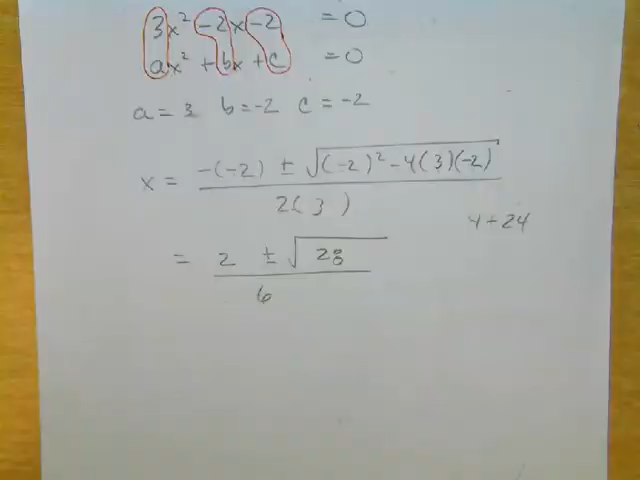 3x² -2x -2 = 0
ax² + bx + c = 0
a = 3 b = -2 c = -2
x = -(-2) ± √(-2)² - 4(3)(-2)
2(3)
4 + 24
= 2 ± √28
6